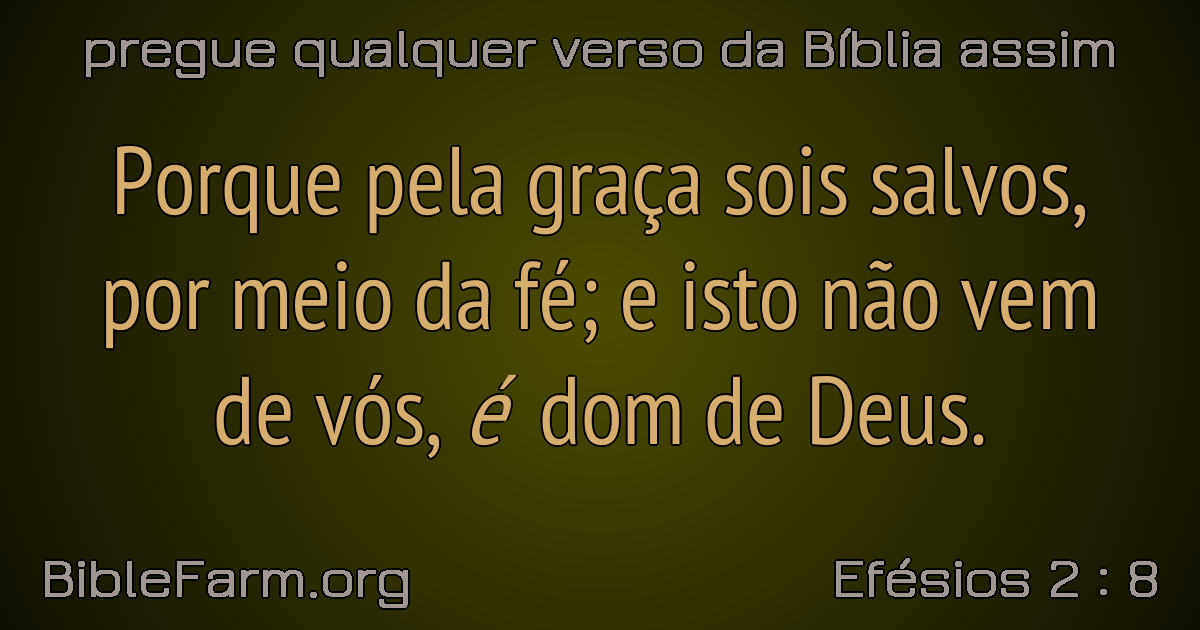 pregue qualquer verso da Bíblia assim
Porque pela graça sois salvos,
por meio da fé; e isto não vem
de vós, é dom de Deus.
BibleFarm.org
Efésios 2 : 8